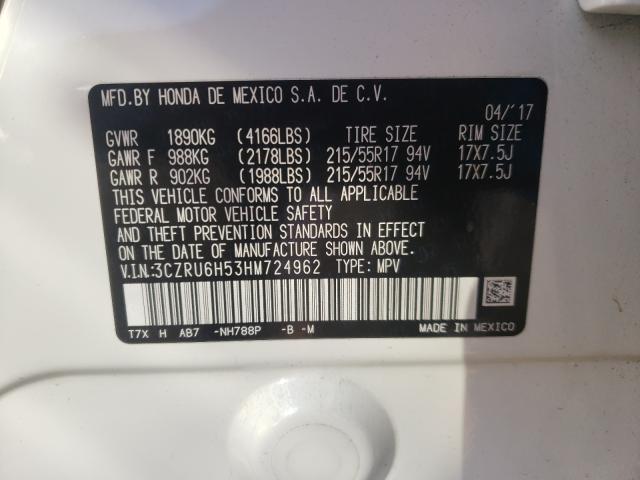 MFD.BY HONDA DE MEXICO S.A. DE C.V.
04/'17
GVWR 1890KG (4166LBS) TIRE SIZE RIM SIZE
GAWR F 988KG (2178LBS) 215/55R17 94V 17X7.5J
GAWR R 902KG (1988LBS) 215/55R17 94V 17X7.5J
THIS VEHICLE CONFORMS TO ALL APPLICABLE
FEDERAL MOTOR VEHICLE SAFETY
AND THEFT PREVENTION STANDARDS IN EFFECT
ON THE DATE OF MANUFACTURE SHOWN ABOVE.
V.IN:3CZRU6H53HM724962 TYPE: MPV
T7X H AB7 -NH788P -B -M MADE IN MEXICO